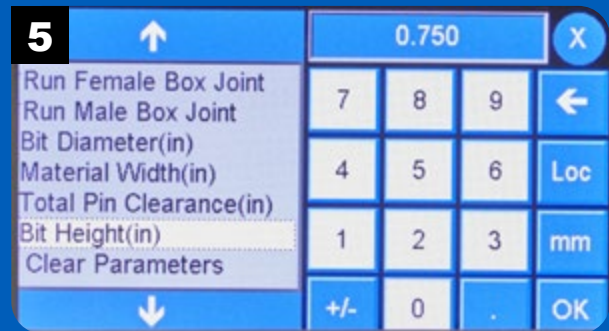 5
0.750
X
Run Female Box Joint
Run Male Box Joint
Bit Diameter(in)
Material Width(in)
Total Pin Clearance(in)
Bit Height(in)
Clear Parameters
7 8 9
4 5 6 Loc
1 2 3 mm
+/- 0 . OK